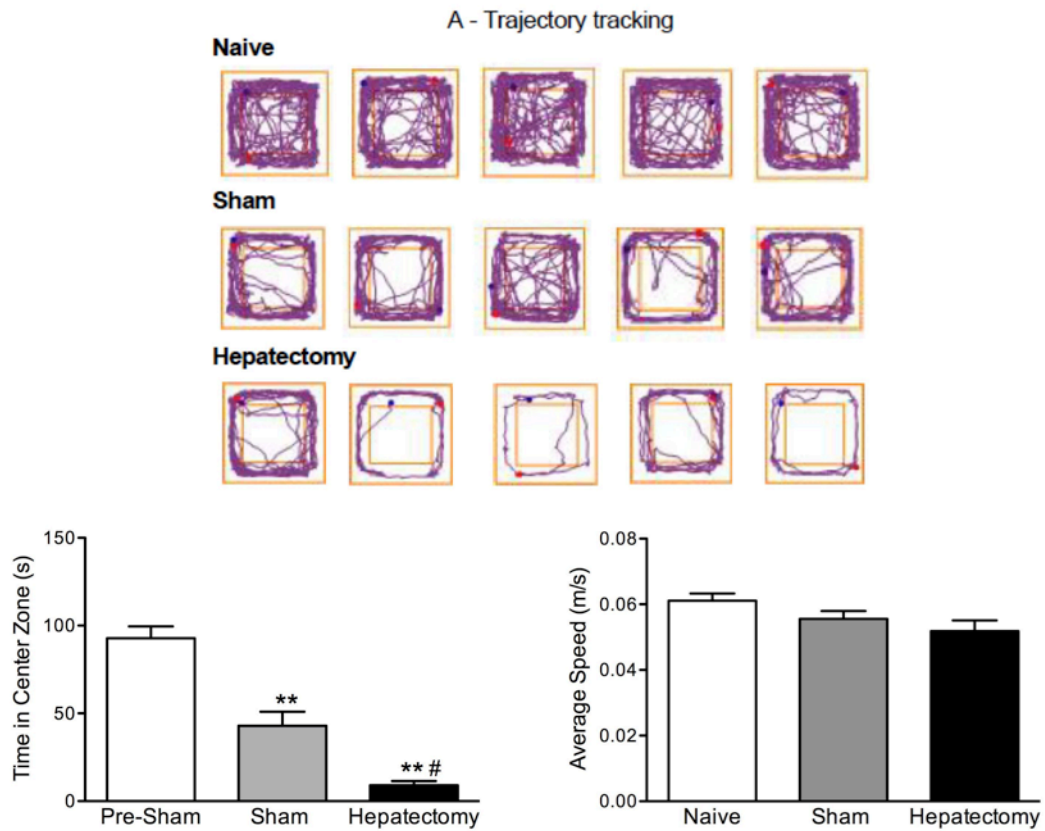 A - Trajectory tracking
Naive
Sham
Hepatectomy
Time in Center Zone (s)
150
100
50
0
**
** #
Pre-Sham Sham Hepatectomy
Average Speed (m/s)
0.08
0.06
0.04
0.02
0.00
Naive Sham Hepatectomy